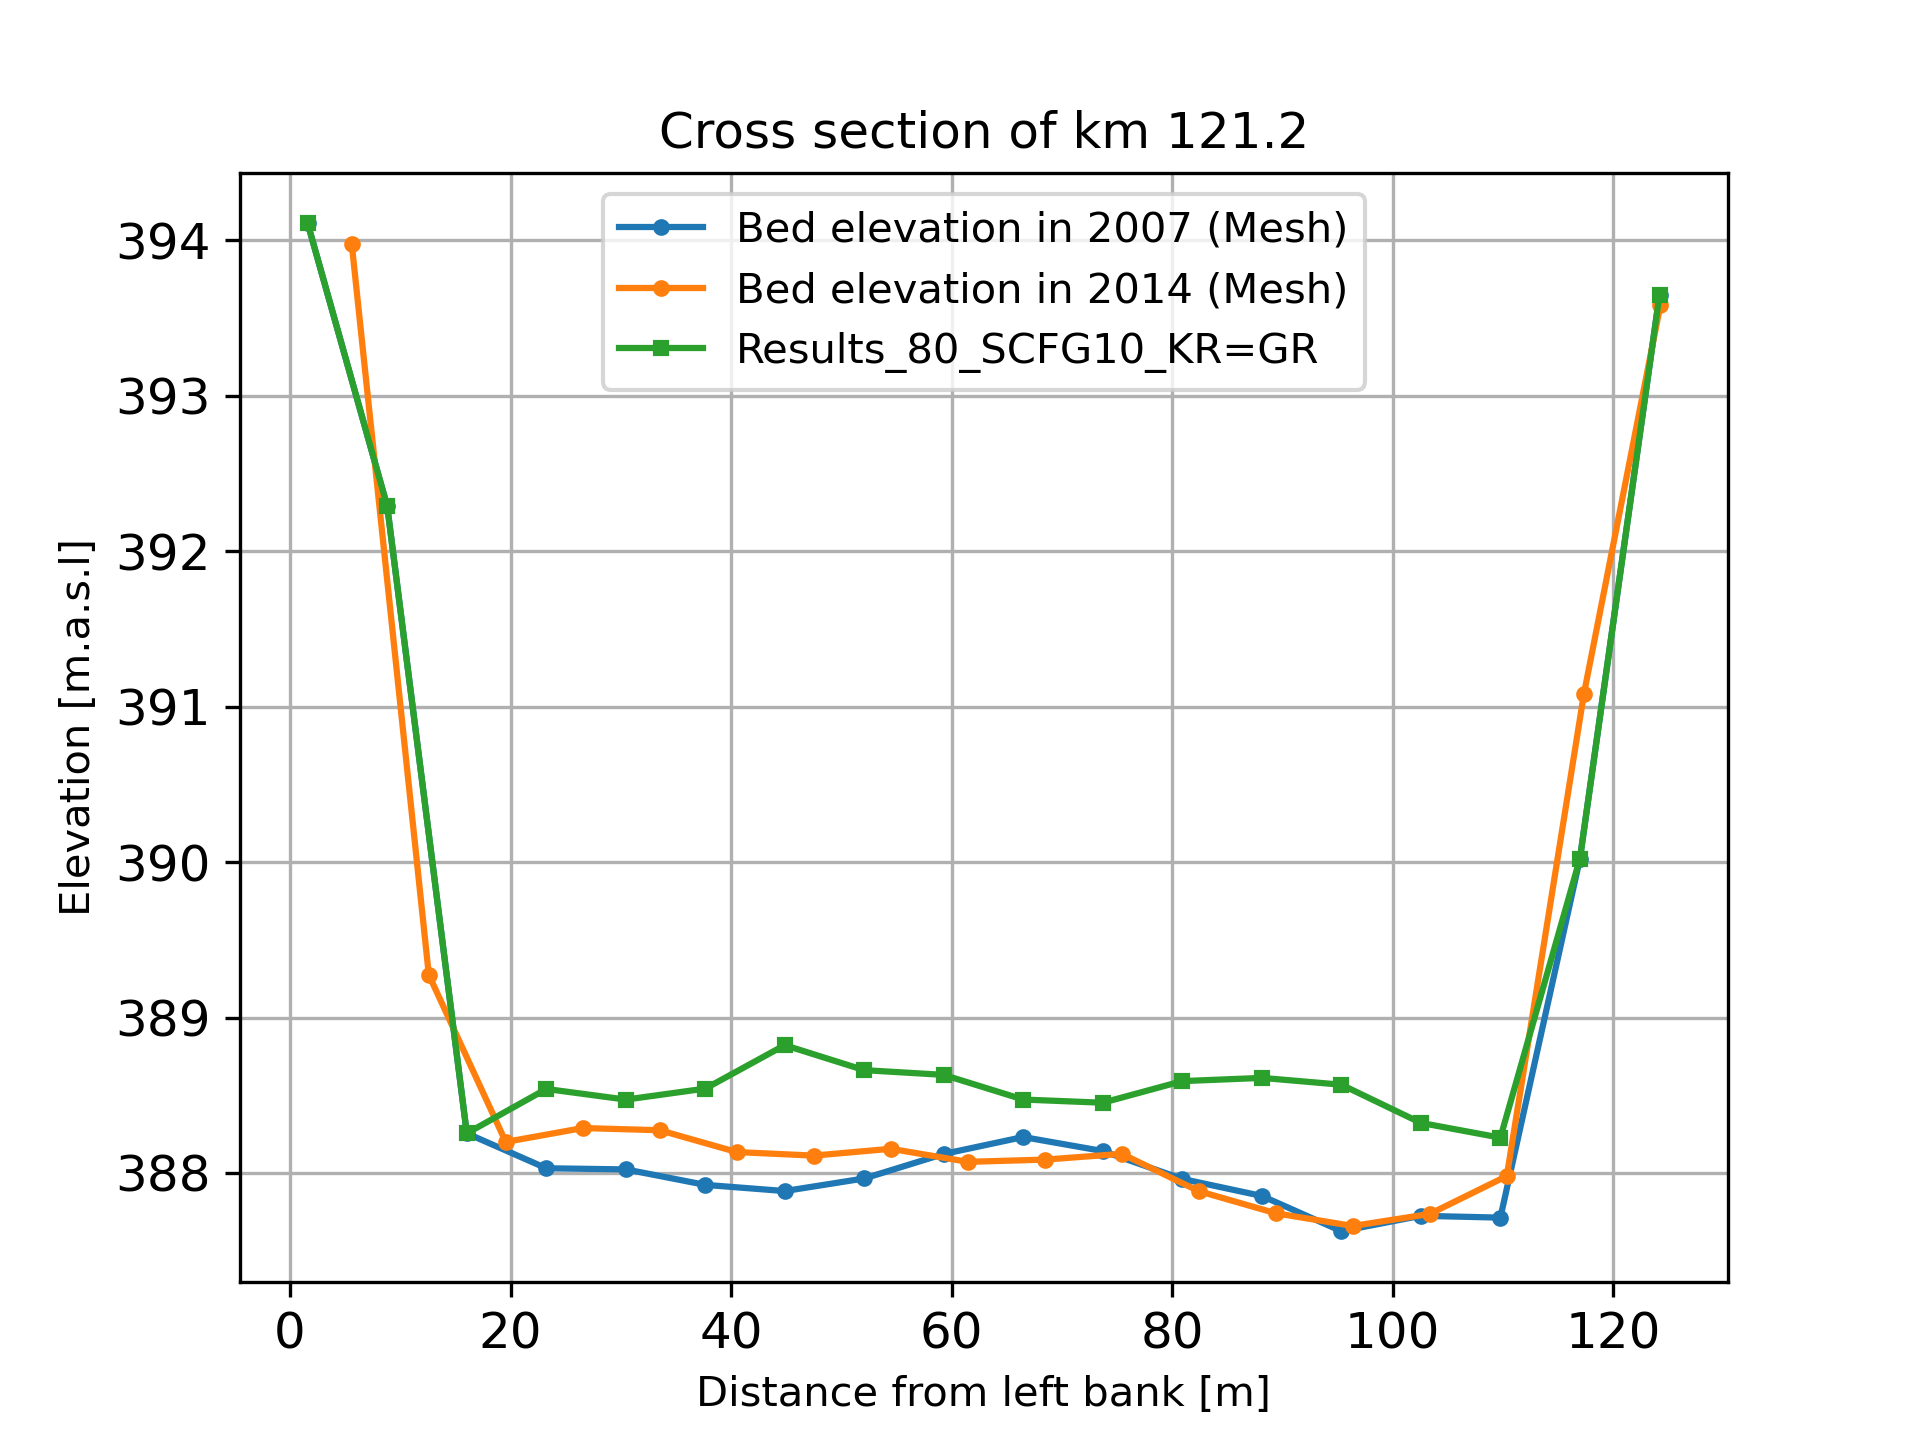 Cross section of km 121.2
Bed elevation in 2007 (Mesh)
Bed elevation in 2014 (Mesh)
Results_80_SCFG10_KR=GR
394
393
392
391
390
389
388
Elevation [m.a.s.l]
0 20 40 60 80 100 120
Distance from left bank [m]